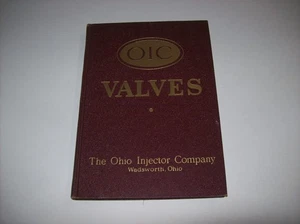 OIC
VALVES
The Ohio Injector Company
Wadsworth, Ohio